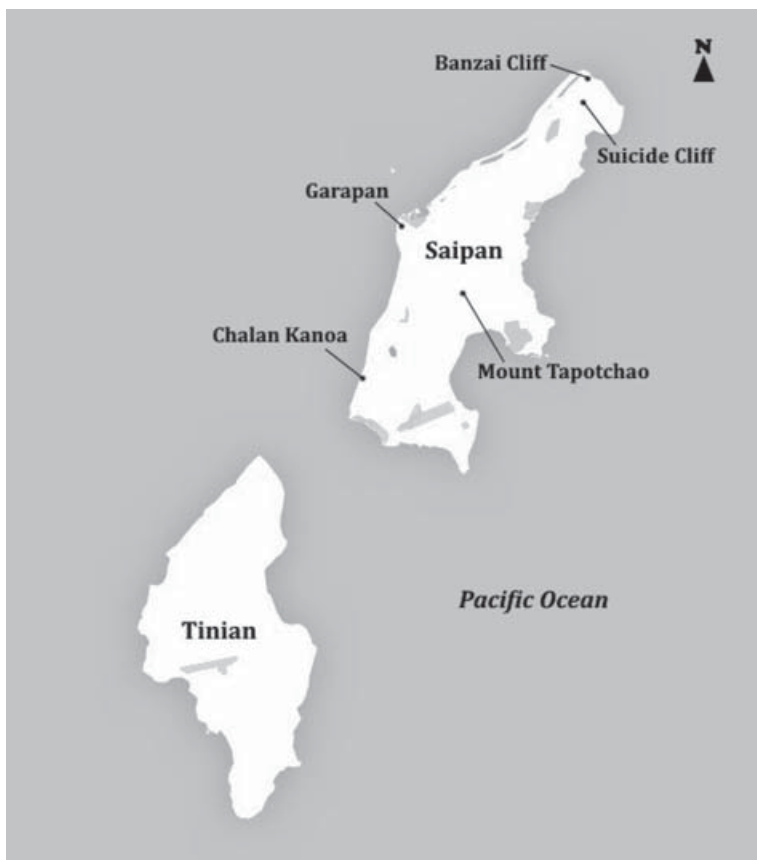 N
Banzai Cliff
Suicide Cliff
Garapan
Saipan
Chalan Kanoa
Mount Tapotchao
Pacific Ocean
Tinian